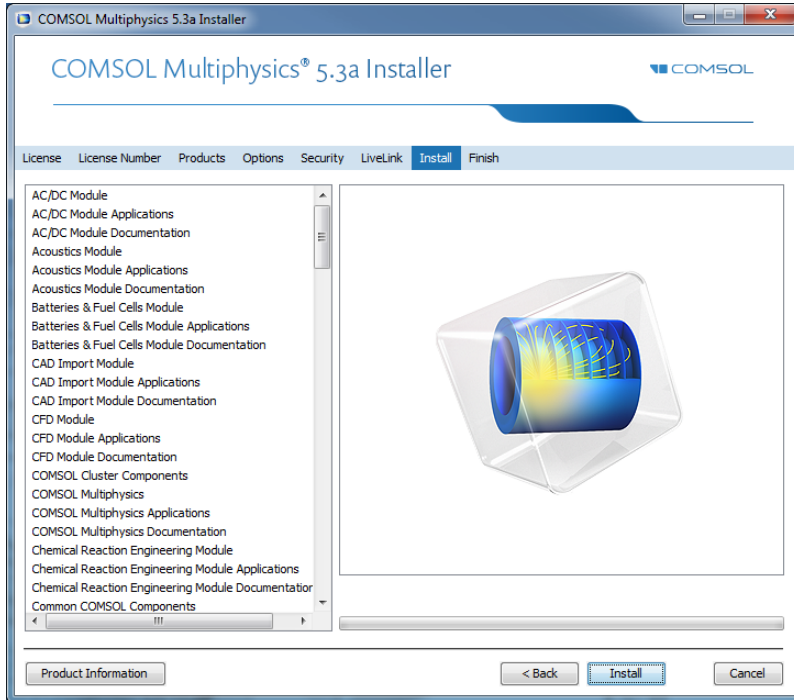 COMSOL Multiphysics 5.3a Installer
COMSOL Multiphysics® 5.3a Installer
COMSOL
License License Number Products Options Security LiveLink Install Finish
AC/DC Module
AC/DC Module Applications
AC/DC Module Documentation
Acoustics Module
Acoustics Module Applications
Acoustics Module Documentation
Batteries & Fuel Cells Module
Batteries & Fuel Cells Module Applications
Batteries & Fuel Cells Module Documentation
CAD Import Module
CAD Import Module Applications
CAD Import Module Documentation
CFD Module
CFD Module Applications
CFD Module Documentation
COMSOL Cluster Components
COMSOL Multiphysics
COMSOL Multiphysics Applications
COMSOL Multiphysics Documentation
Chemical Reaction Engineering Module
Chemical Reaction Engineering Module Applications
Chemical Reaction Engineering Module Documentation
Common COMSOL Components
Product Information < Back Install Cancel